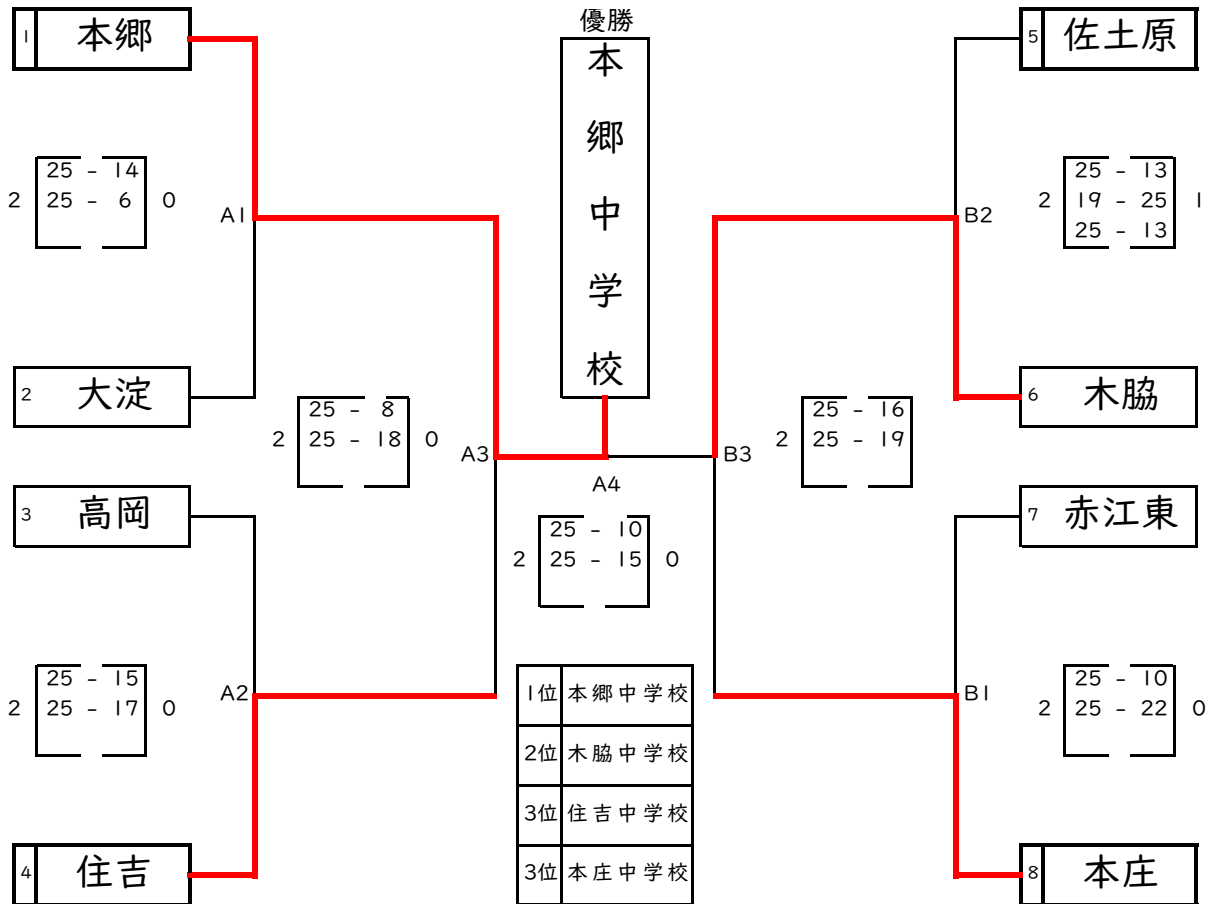 優勝
本郷中学校
1 本郷
5 佐土原
25 - 14
2 25 - 6 0
A1
25 - 13
2 19 - 25 1
25 - 13
B2
2 大淀
6 木脇
25 - 8
2 25 - 18 0
A3
25 - 16
2 25 - 19
B3
A4
3 高岡
7 赤江東
25 - 10
2 25 - 15 0
25 - 15
2 25 - 17 0
A2
25 - 10
2 25 - 22 0
B1
1位 本郷中学校
2位 木脇中学校
3位 住吉中学校
3位 本庄中学校
4 住吉
8 本庄